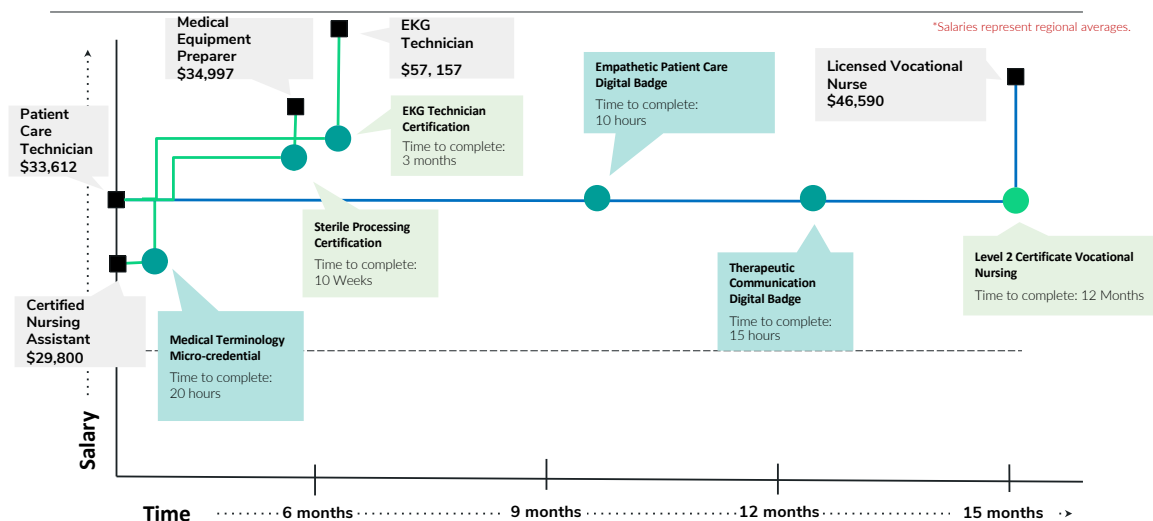 *Salaries represent regional averages.
Medical
Equipment
Preparer
$34,997
EKG
Technician
$57, 157
Empathetic Patient Care
Digital Badge
Time to complete:
10 hours
Licensed Vocational
Nurse
$46,590
Patient
Care
Technician
$33,612
EKG Technician
Certification
Time to complete:
3 months
Sterile Processing
Certification
Time to complete:
10 Weeks
Therapeutic
Communication
Digital Badge
Time to complete:
15 hours
Level 2 Certificate Vocational
Nursing
Time to complete: 12 Months
Certified
Nursing
Assistant
$29,800
Medical Terminology
Micro-credential
Time to complete:
20 hours
Salary
Time
6 months
9 months
12 months
15 months